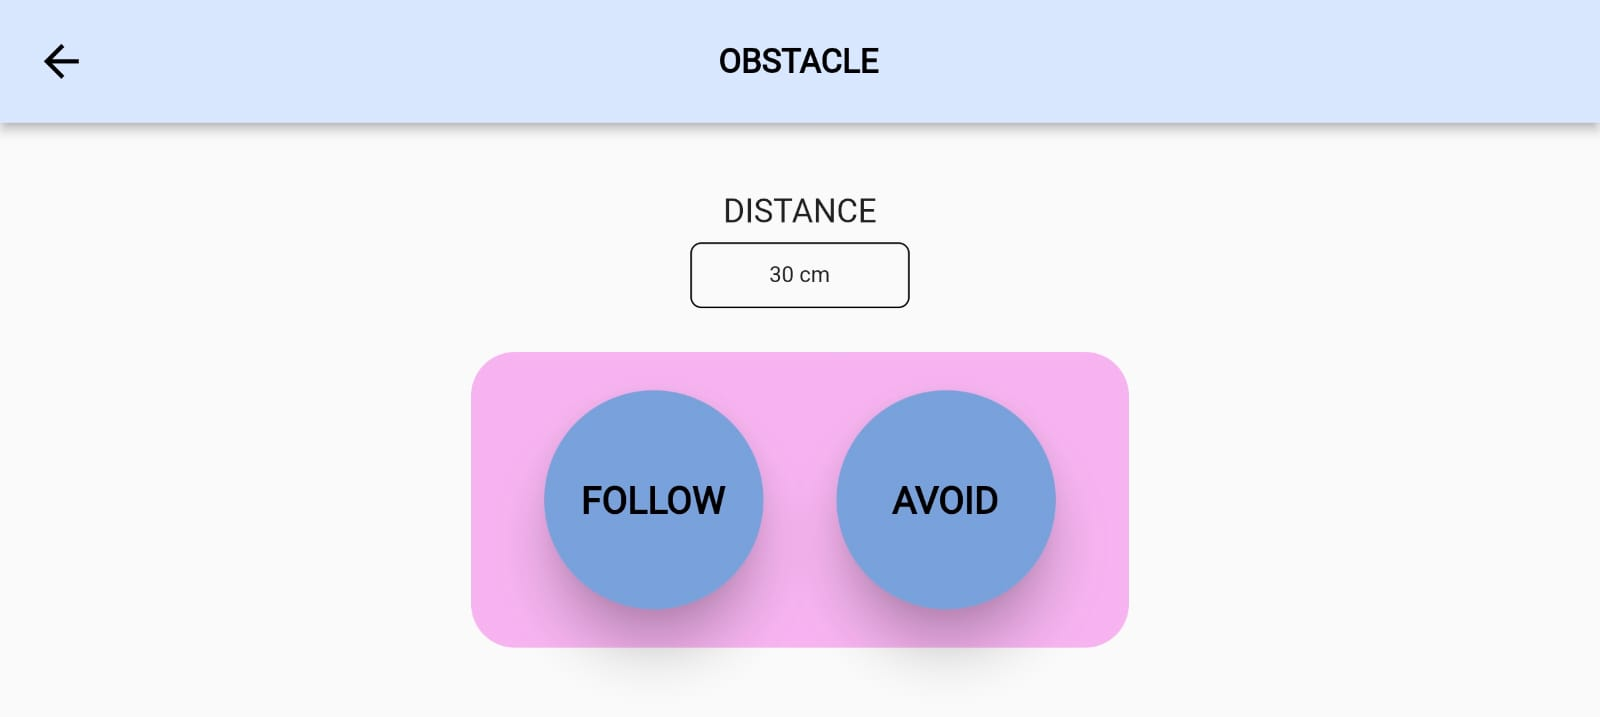 OBSTACLE
DISTANCE
30 cm
FOLLOW
AVOID